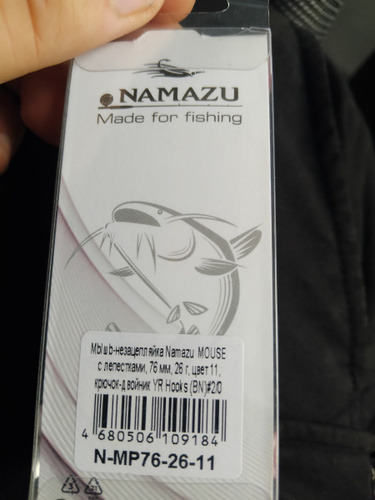 NAMAZU
Made for fishing
Мышь-незацепляйка Namazu MOUSE
с лепестками, 76 мм, 26 г, цвет 11,
крючок-двойник YR Hooks (BN)#2/0
4 680506 109184
N-MP76-26-11